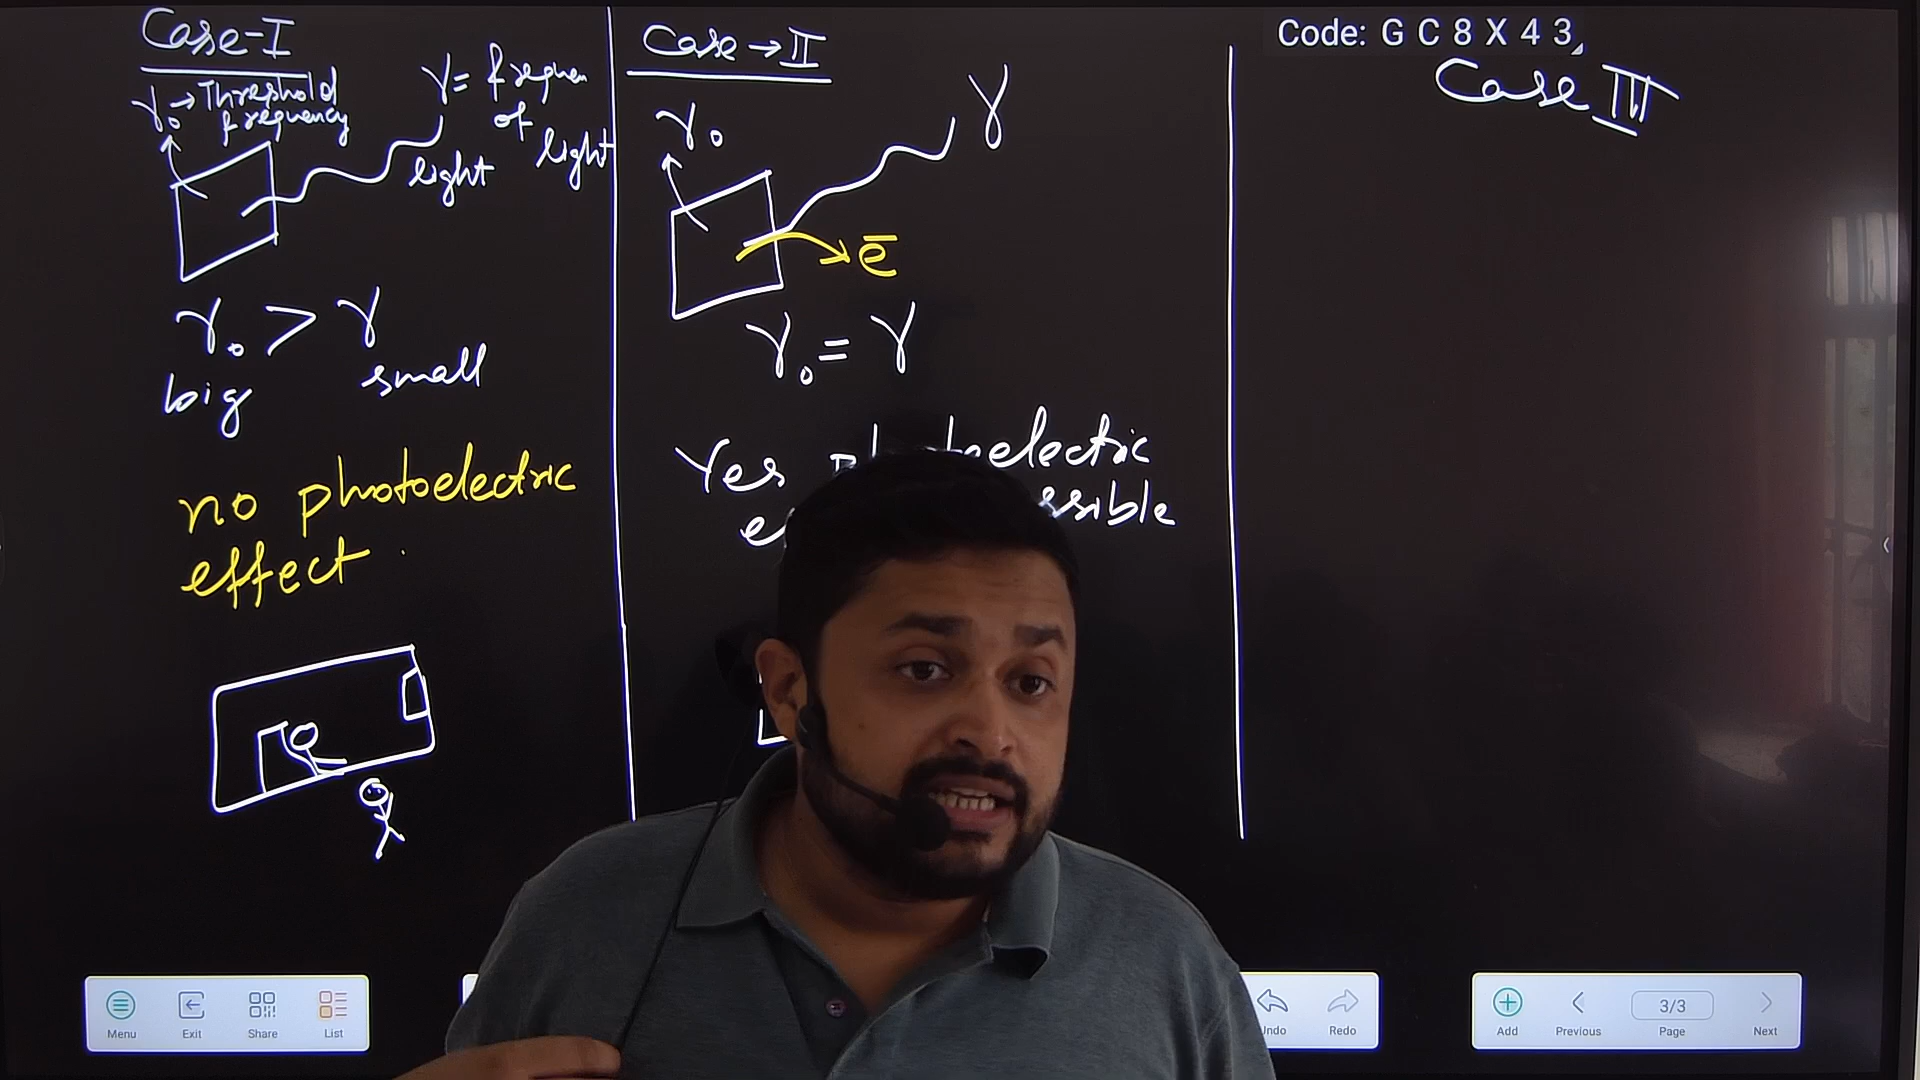 Case-I
γ₀ → Threshold
frequency
γ = frequen
of
light
light
γ₀ > γ
big small
no photoelectric
effect.
Case → II
γ₀
γ
e̅
γ₀ = γ
Yes
ssible
Code: G C 8 X 4 3,
Case III
Menu Exit Share List
Undo Redo
Add Previous 3/3 Page Next